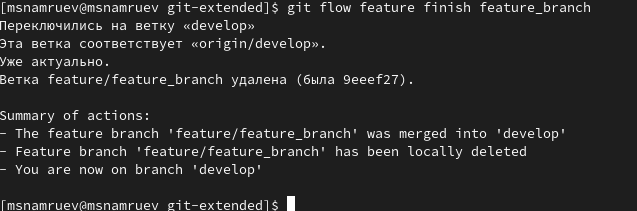 [msnamruev@msnamruev git-extended]$ git flow feature finish feature_branch
Переключились на ветку «develop»
Эта ветка соответствует «origin/develop».
Уже актуально.
Ветка feature/feature_branch удалена (была 9eeef27).
Summary of actions:
- The feature branch 'feature/feature_branch' was merged into 'develop'
- Feature branch 'feature/feature_branch' has been locally deleted
- You are now on branch 'develop'
[msnamruev@msnamruev git-extended]$